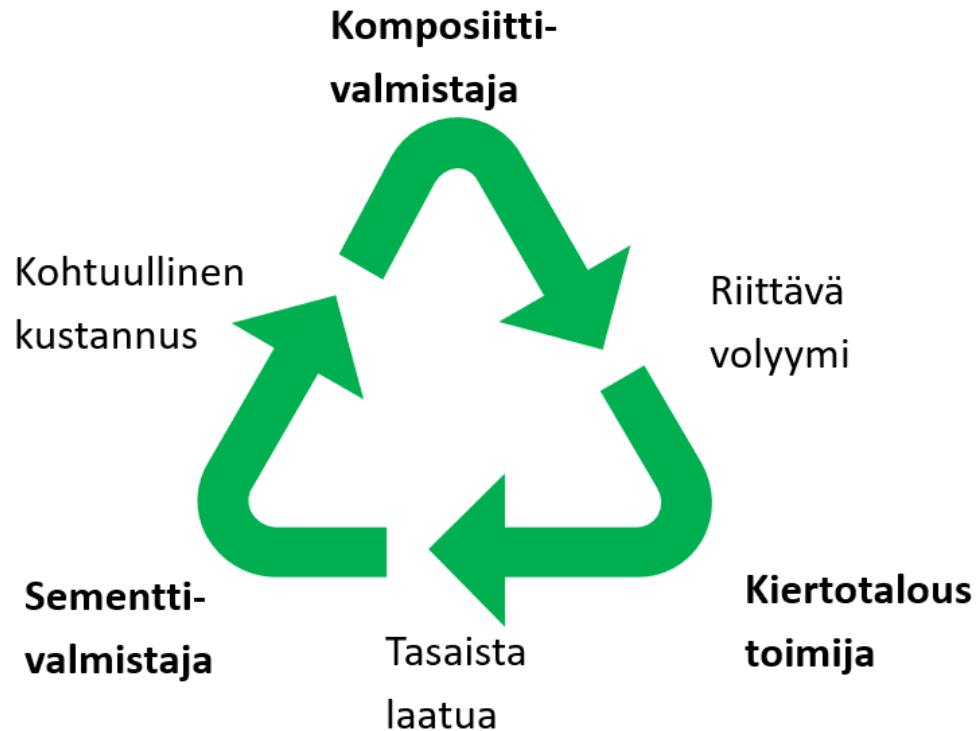 Komposiitti-
valmistaja
Kohtuullinen
kustannus
Riittävä
volyymi
Sementti-
valmistaja
Tasaista
laatua
Kiertotalous
toimija